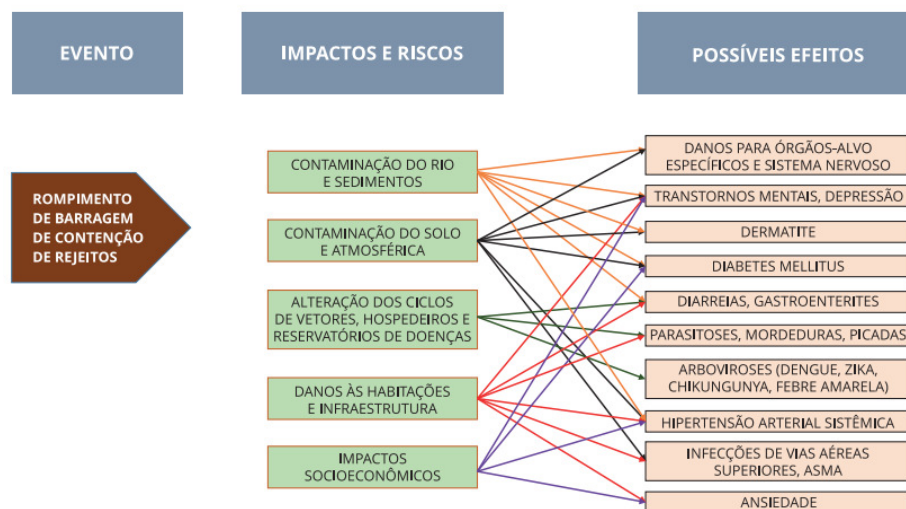 EVENTO
IMPACTOS E RISCOS
POSSÍVEIS EFEITOS
ROMPIMENTO
DE BARRAGEM
DE CONTENÇÃO
DE REJEITOS
CONTAMINAÇÃO DO RIO
E SEDIMENTOS
CONTAMINAÇÃO DO SOLO
E ATMOSFÉRICA
ALTERAÇÃO DOS CICLOS
DE VETORES, HOSPEDEIROS E
RESERVATÓRIOS DE DOENÇAS
DANOS ÀS HABITAÇÕES
E INFRAESTRUTURA
IMPACTOS
SOCIOECONÔMICOS
DANOS PARA ÓRGÃOS-ALVO
ESPECÍFICOS E SISTEMA NERVOSO
TRANSTORNOS MENTAIS, DEPRESSÃO
DERMATITE
DIABETES MELLITUS
DIARREIAS, GASTROENTERITES
PARASITOSES, MORDEDURAS, PICADAS
ARBOVIROSES (DENGUE, ZIKA,
CHIKUNGUNYA, FEBRE AMARELA)
HIPERTENSÃO ARTERIAL SISTÊMICA
INFECÇÕES DE VIAS AÉREAS
SUPERIORES, ASMA
ANSIEDADE